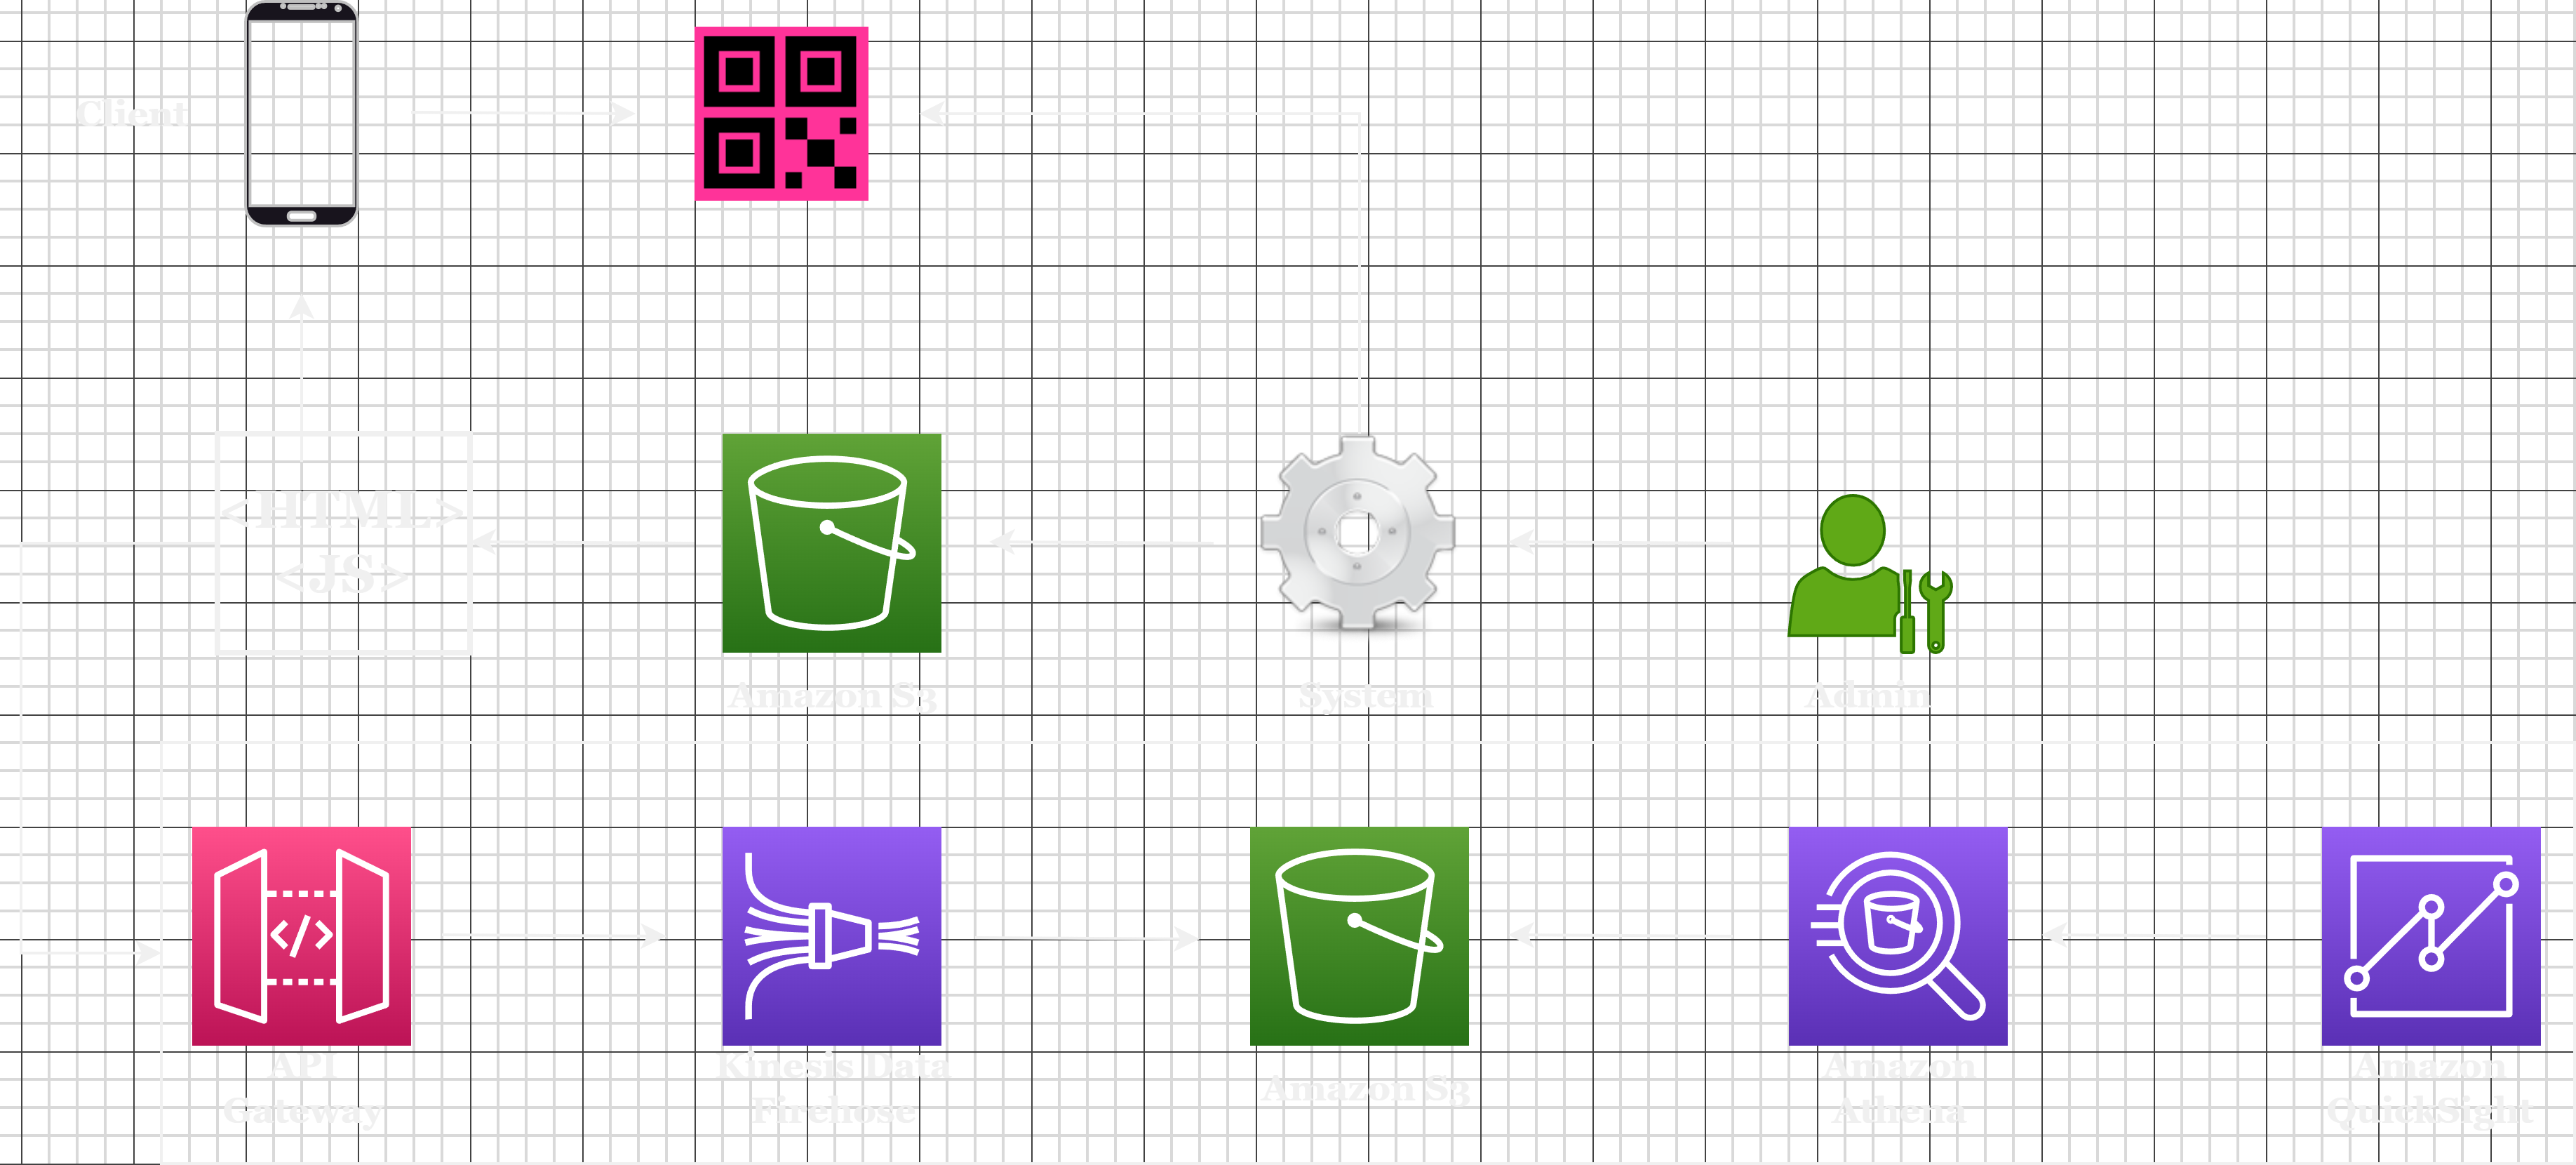 Client
<HTML>
<JS>
Amazon S3
System
Admin
API
Gateway
Kinesis Data
Firehose
Amazon S3
Amazon
Athena
Amazon
QuickSight